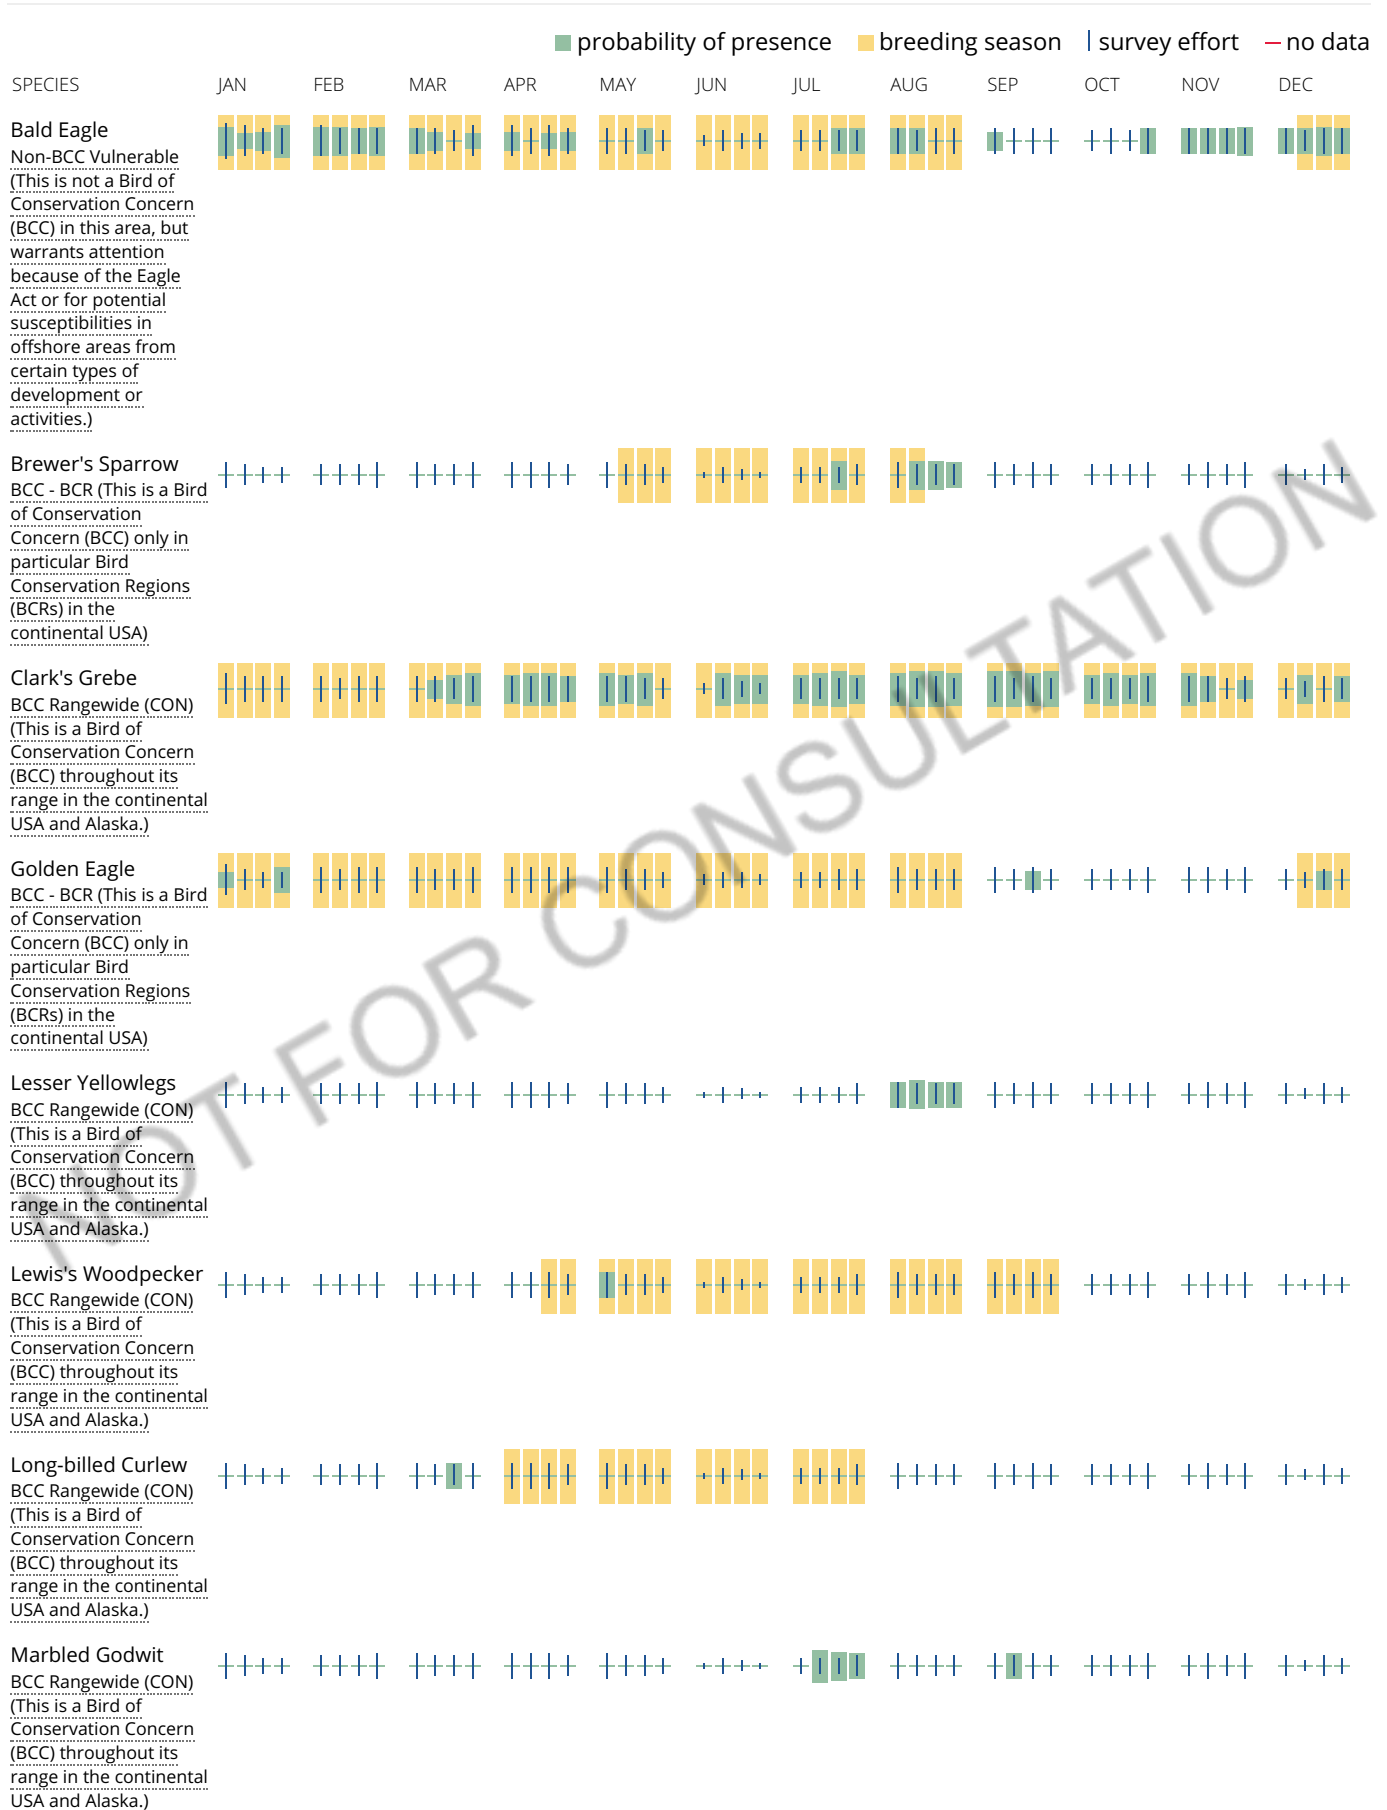 probability of presence breeding season survey effort no data
SPECIES JAN FEB MAR APR MAY JUN JUL AUG SEP OCT NOV DEC
Bald Eagle
Non-BCC Vulnerable
(This is not a Bird of
Conservation Concern
(BCC) in this area, but
warrants attention
because of the Eagle
Act or for potential
susceptibilities in
offshore areas from
certain types of
development or
activities.)
Brewer's Sparrow
BCC - BCR (This is a Bird
of Conservation
Concern (BCC) only in
particular Bird
Conservation Regions
(BCRs) in the
continental USA)
Clark's Grebe
BCC Rangewide (CON)
(This is a Bird of
Conservation Concern
(BCC) throughout its
range in the continental
USA and Alaska.)
Golden Eagle
BCC - BCR (This is a Bird
of Conservation
Concern (BCC) only in
particular Bird
Conservation Regions
(BCRs) in the
continental USA)
Lesser Yellowlegs
BCC Rangewide (CON)
(This is a Bird of
Conservation Concern
(BCC) throughout its
range in the continental
USA and Alaska.)
Lewis's Woodpecker
BCC Rangewide (CON)
(This is a Bird of
Conservation Concern
(BCC) throughout its
range in the continental
USA and Alaska.)
Long-billed Curlew
BCC Rangewide (CON)
(This is a Bird of
Conservation Concern
(BCC) throughout its
range in the continental
USA and Alaska.)
Marbled Godwit
BCC Rangewide (CON)
(This is a Bird of
Conservation Concern
(BCC) throughout its
range in the continental
USA and Alaska.)
NOT FOR CONSULTATION